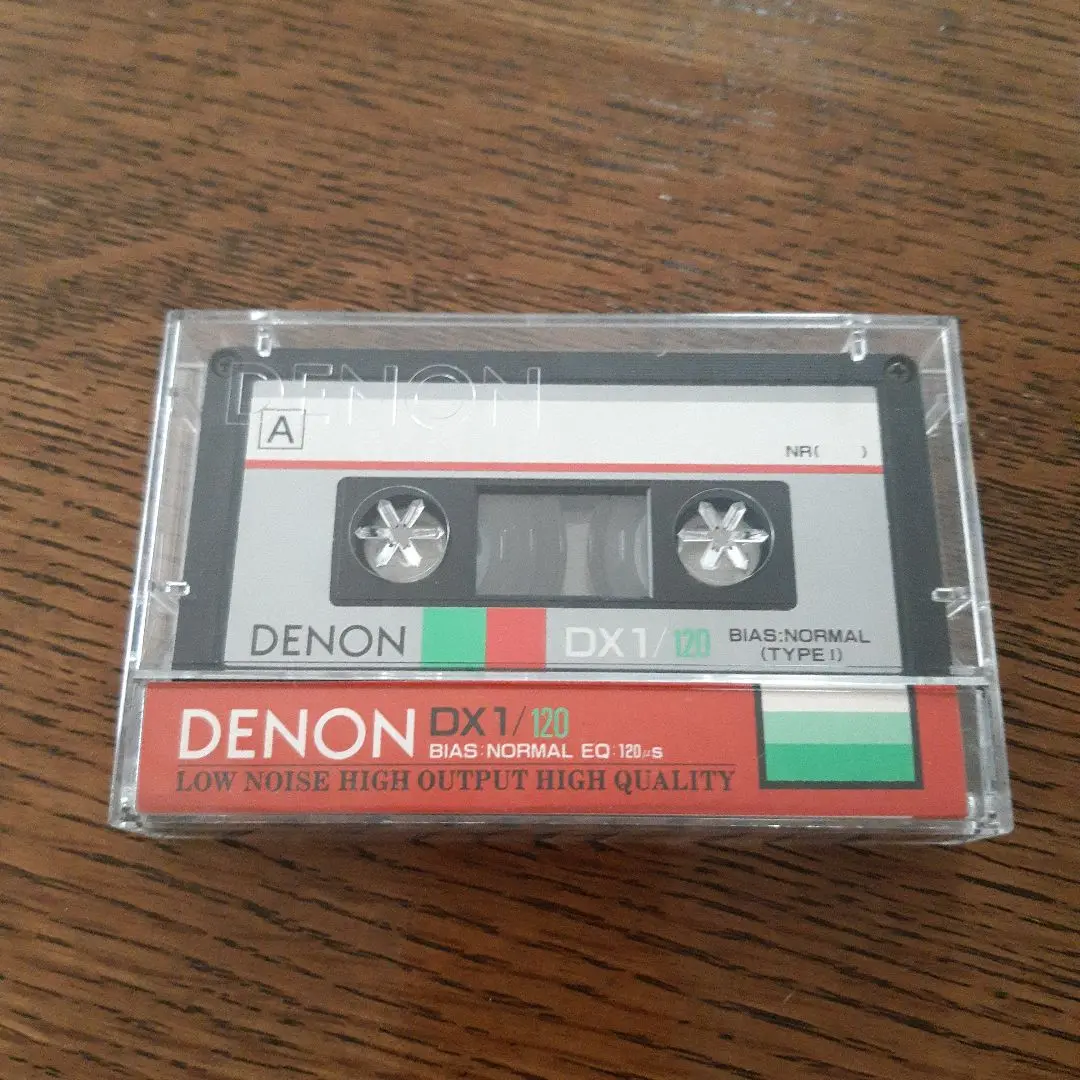 DENON
A
NR( )
DENON DX1/120 BIAS:NORMAL
(TYPE I)
DENON DX1/120
BIAS:NORMAL EQ:120μs
LOW NOISE HIGH OUTPUT HIGH QUALITY